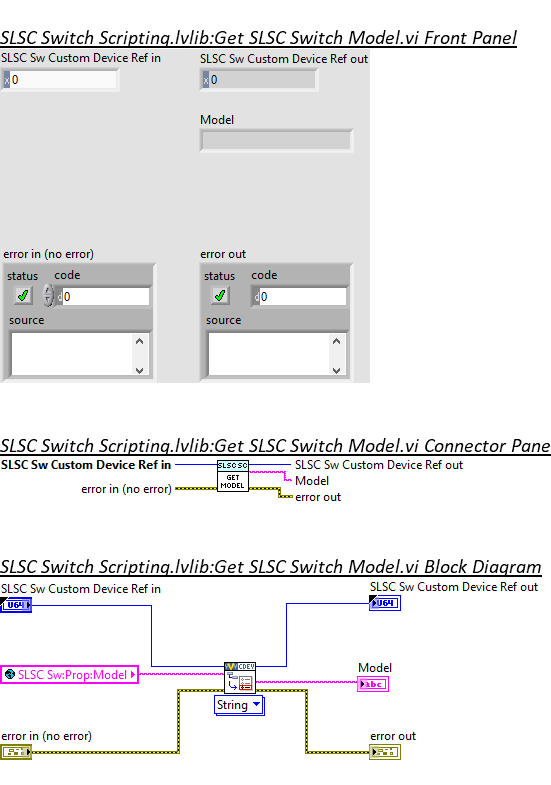 SLSC Switch Scripting.lvlib:Get SLSC Switch Model.vi Front Panel
SLSC Sw Custom Device Ref in
SLSC Sw Custom Device Ref out
x 0
x 0
Model
error in (no error)
error out
status code
status code
d 0
d 0
source
source
SLSC Switch Scripting.lvlib:Get SLSC Switch Model.vi Connector Pane
SLSC Sw Custom Device Ref in
SLSC SC
SLSC Sw Custom Device Ref out
GET
MODEL
Model
error in (no error)
error out
SLSC Switch Scripting.lvlib:Get SLSC Switch Model.vi Block Diagram
SLSC Sw Custom Device Ref in
SLSC Sw Custom Device Ref out
U64
U64
SLSC Sw:Prop:Model
CDEV
Model
abc
String
error in (no error)
error out